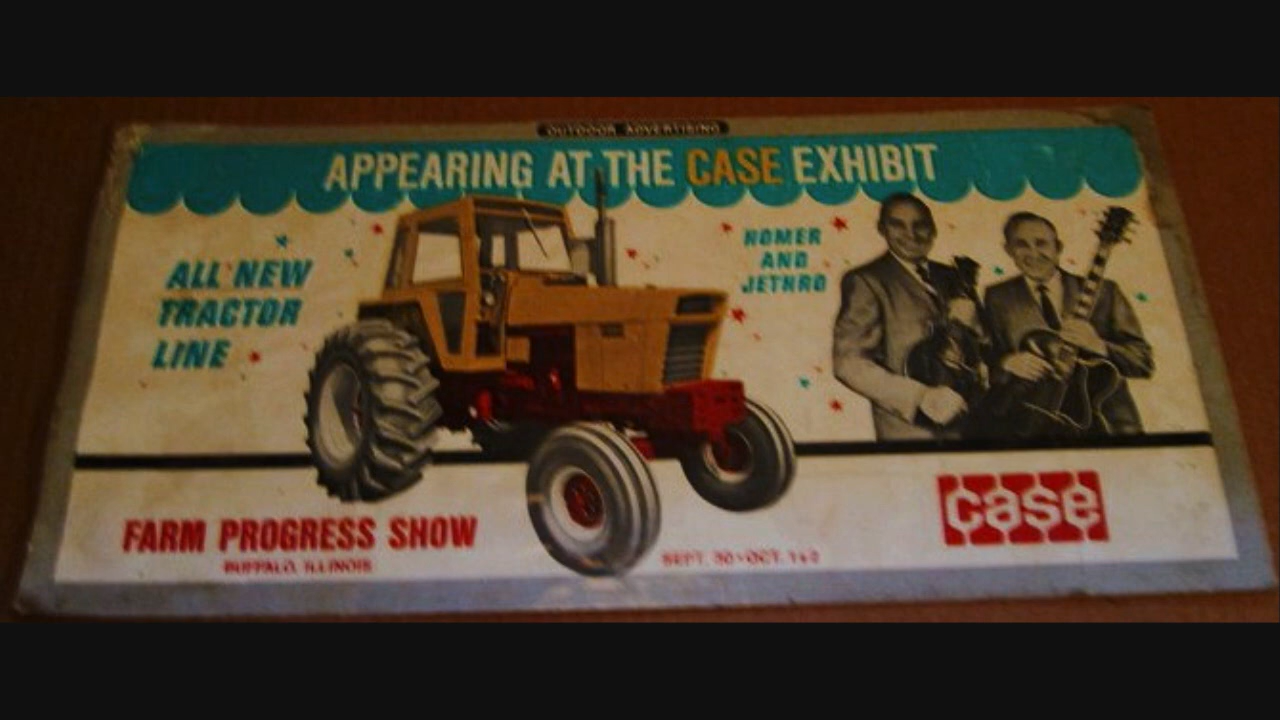 OUTDOOR ADVERTISING
APPEARING AT THE CASE EXHIBIT
ALL NEW
TRACTOR
LINE
HOMER
AND
JETHRO
FARM PROGRESS SHOW
BUFFALO, ILLINOIS
SEPT. 30-OCT. 1+2
case